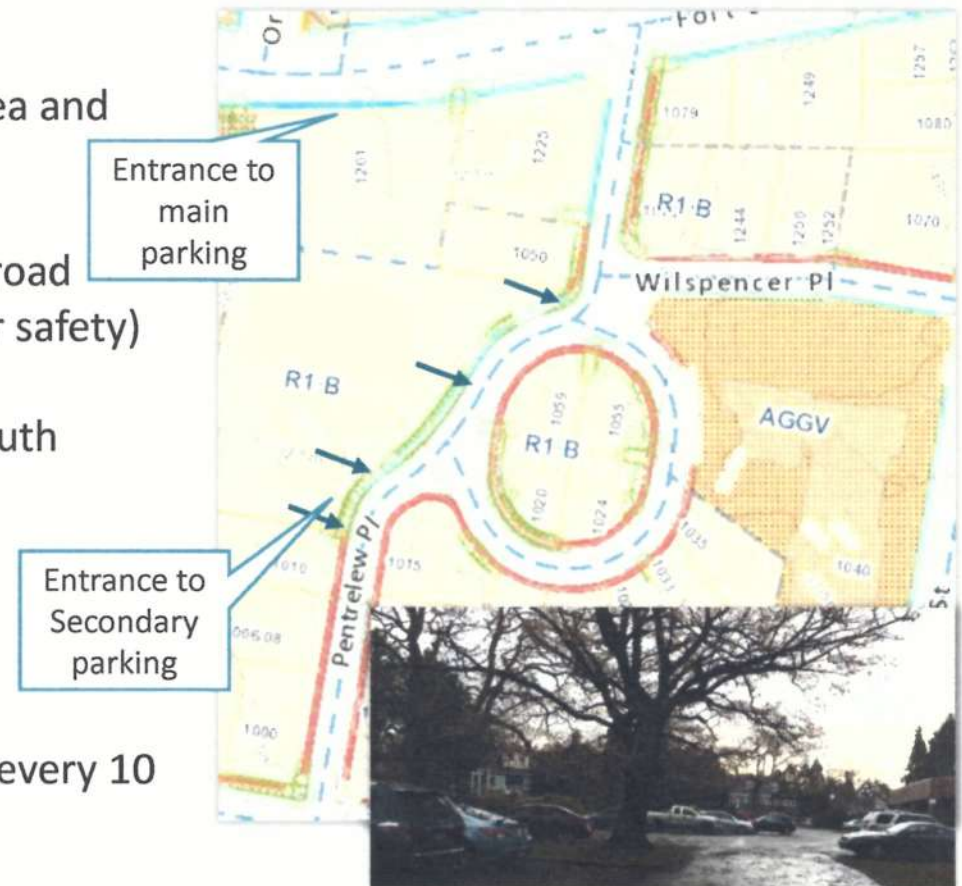 ea and
road
r safety)
uth
every 10
Entrance to
main
parking
Entrance to
Secondary
parking
Or
1201
1225
1050
1079
1249
1257
1080
R1-B
1244
1250
1252
1070
Wilspencer Pl
R1-B
1059
1055
R1 B
1020
1024
AGGV
1035
1031
1040
St
Pentrelew Pl
1010
1015
1000